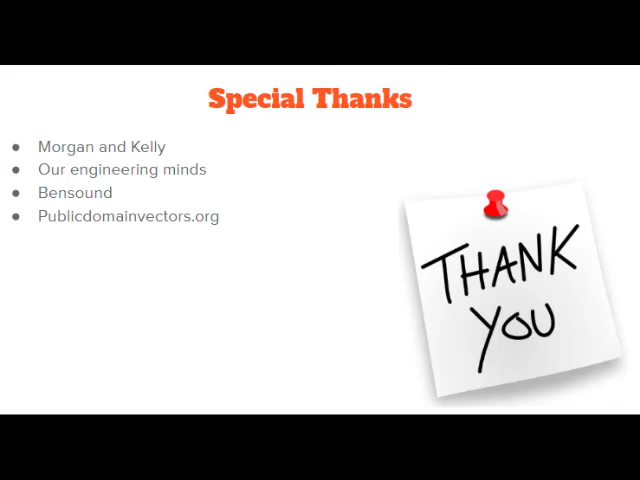 Special Thanks
● Morgan and Kelly
● Our engineering minds
● Bensound
● Publicdomainvectors.org
THANK
YOU